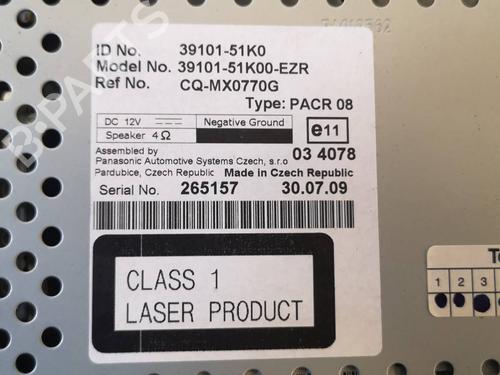 ID No. 39101-51K0
Model No. 39101-51K00-EZR
Ref No. CQ-MX0770G
Type: PACR 08
DC 12V Negative Ground
Speaker 4Ω
e11
03 4078
Assembled by
Panasonic Automotive Systems Czech, s.r.o
Pardubice, Czech Republic Made in Czech Republic
Serial No. 265157 30.07.09
CLASS 1
LASER PRODUCT
1 2 3
B-PARTS